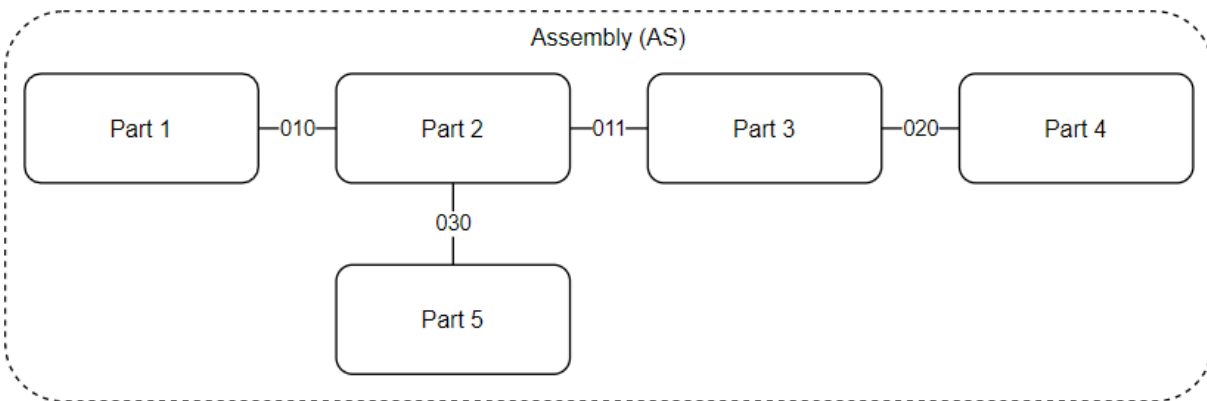 Assembly (AS)
Part 1
010
Part 2
011
Part 3
020
Part 4
030
Part 5